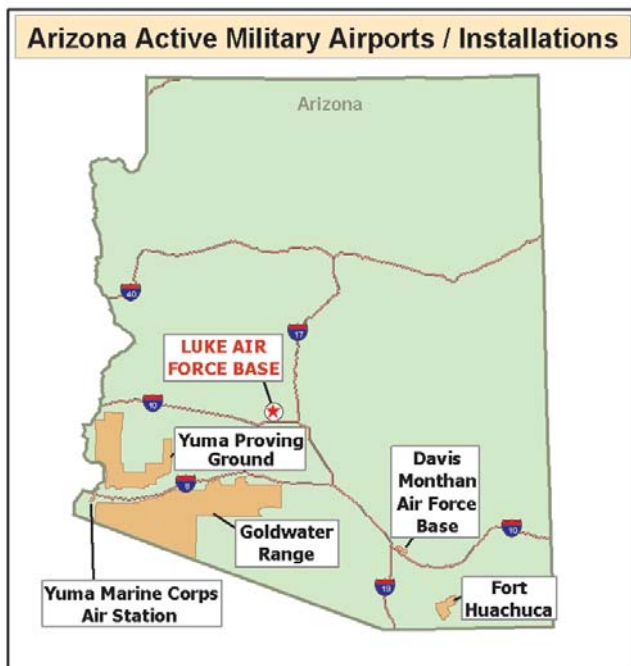 Arizona Active Military Airports / Installations
Arizona
40
17
LUKE AIR
FORCE BASE
10
Yuma Proving
Ground
8
Davis
Monthan
Air Force
Base
10
Goldwater
Range
Yuma Marine Corps
Air Station
19
Fort
Huachuca